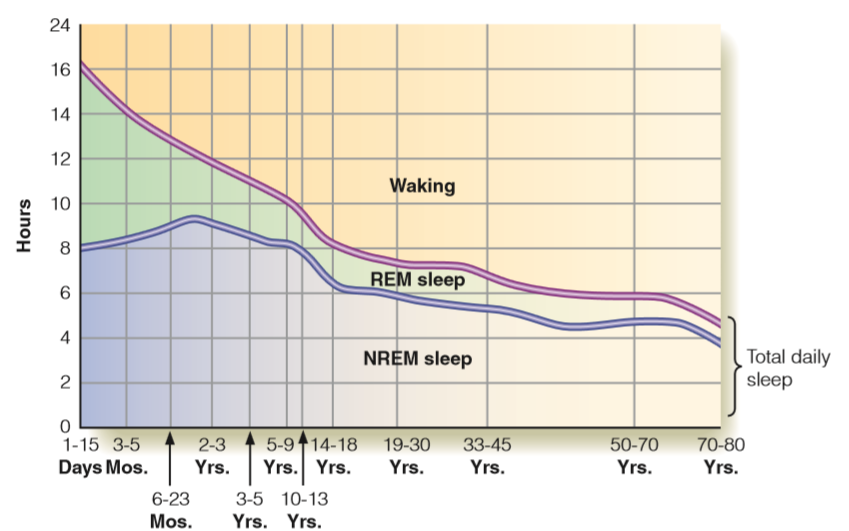 24
16
14
12
10
8
6
4
2
0
Hours
Waking
REM sleep
NREM sleep
Total daily
sleep
1-15 3-5 2-3 5-9 14-18 19-30 33-45 50-70 70-80
Days Mos. Yrs. Yrs. Yrs. Yrs. Yrs. Yrs. Yrs.
6-23 3-5 10-13
Mos. Yrs. Yrs.